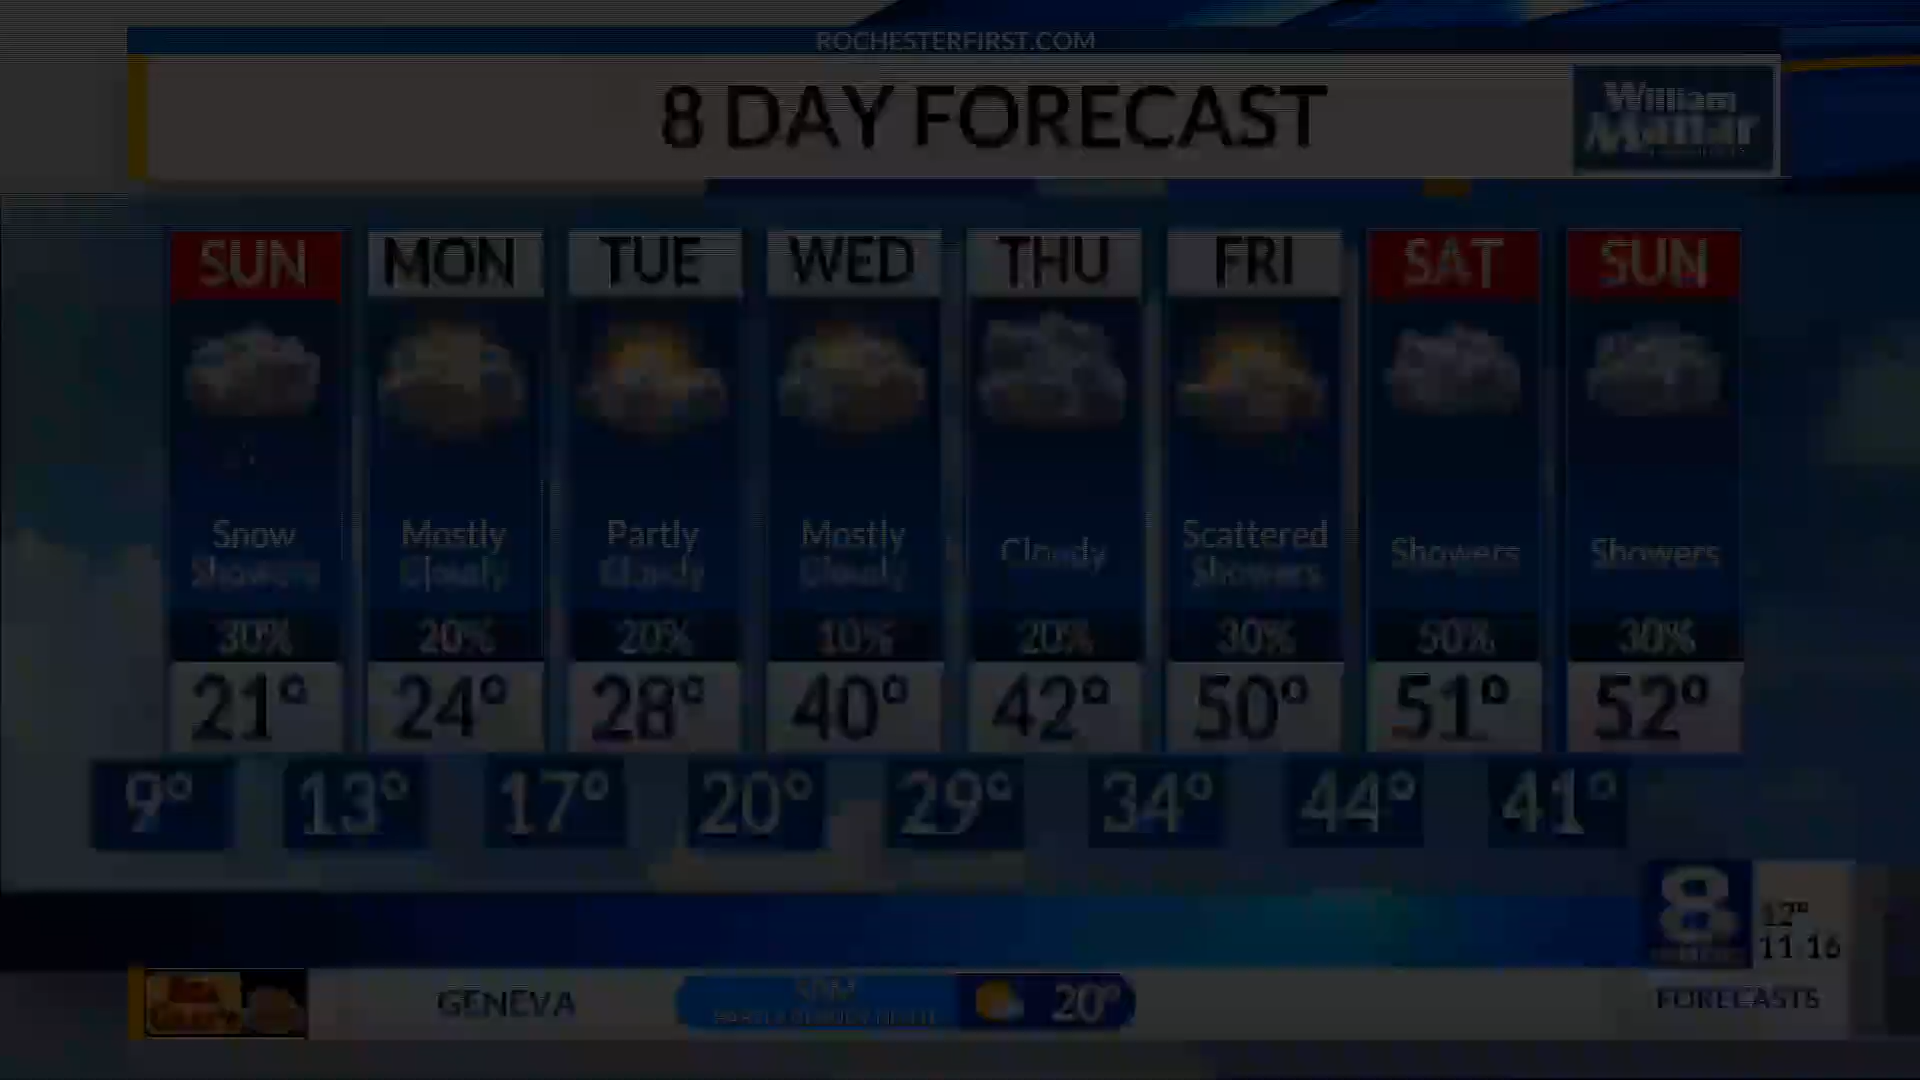 ROCHESTERFIRST.COM
8 DAY FORECAST
William
Mattar
SUN MON TUE WED THU FRI SAT SUN
Snow Showers
Mostly Cloudy
Partly Cloudy
Mostly Cloudy
Cloudy
Scattered Showers
Showers
Showers
30% 20% 20% 10% 20% 30% 50% 30%
21° 24° 28° 40° 42° 50° 51° 52°
9° 13° 17° 20° 29° 34° 44° 41°
8
12°
11:16
GENEVA
20°
FORECASTS